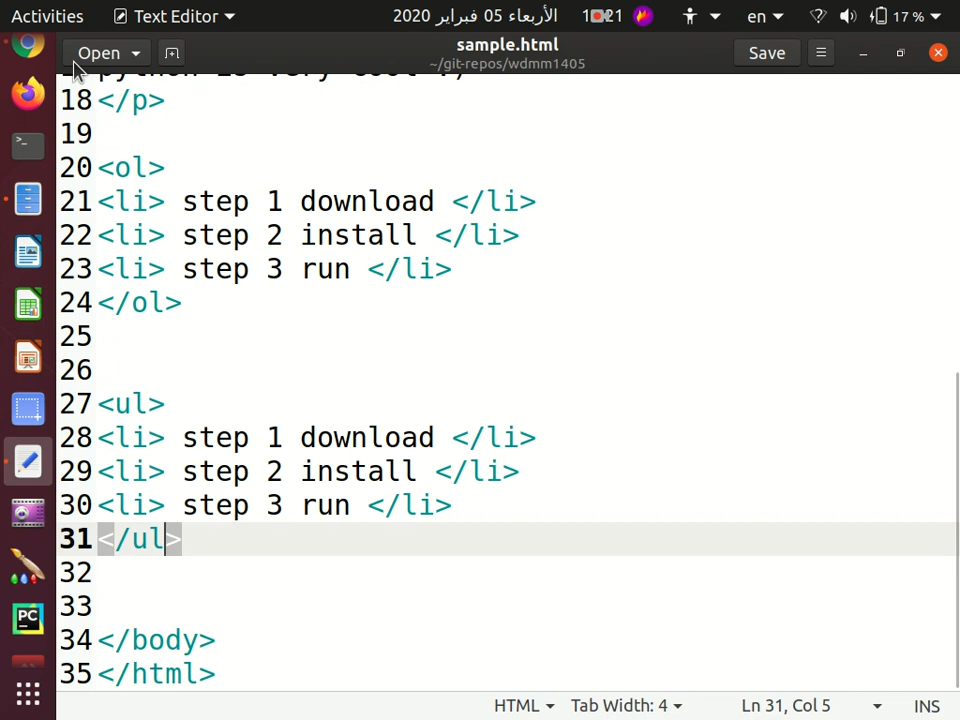 Activities
Text Editor
الأربعاء 05 فبراير 2020
en
17 %
Open
sample.html
~/git-repos/wdmm1405
Save
18 </p>
19
20 <ol>
21 <li> step 1 download </li>
22 <li> step 2 install </li>
23 <li> step 3 run </li>
24 </ol>
25
26
27 <ul>
28 <li> step 1 download </li>
29 <li> step 2 install </li>
30 <li> step 3 run </li>
31 </ul>
32
33
34 </body>
35 </html>
PC
HTML
Tab Width: 4
Ln 31, Col 5
INS